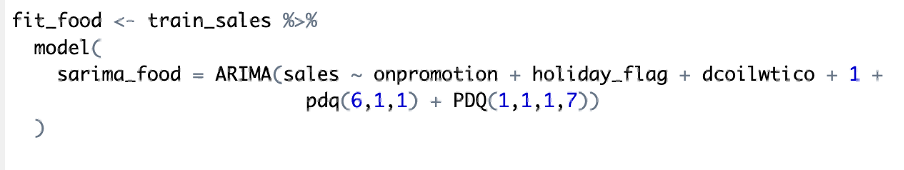 fit_food <- train_sales %>%
  model(
    sarima_food = ARIMA(sales ~ onpromotion + holiday_flag + dcoilwtico + 1 +
                          pdq(6,1,1) + PDQ(1,1,1,7))
  )